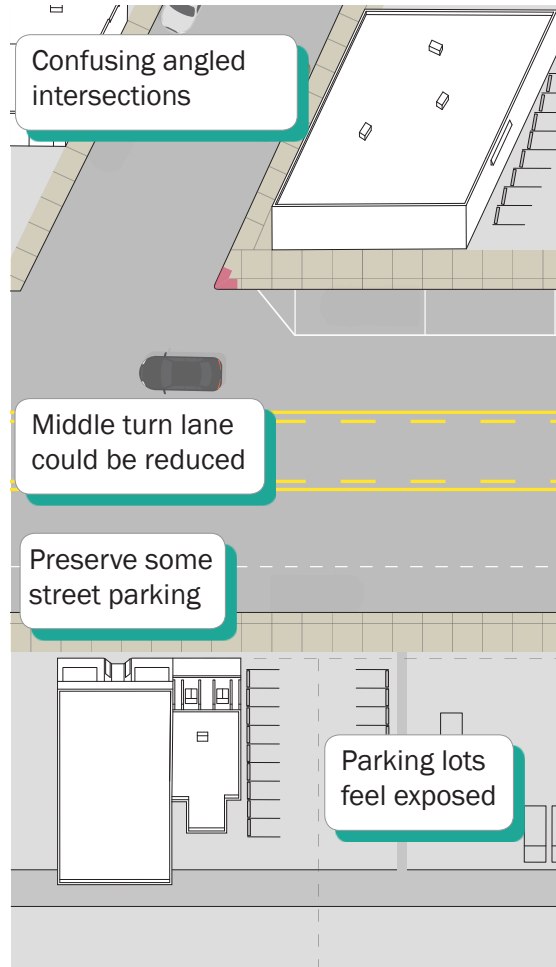 Confusing angled
intersections
Middle turn lane
could be reduced
Preserve some
street parking
Parking lots
feel exposed